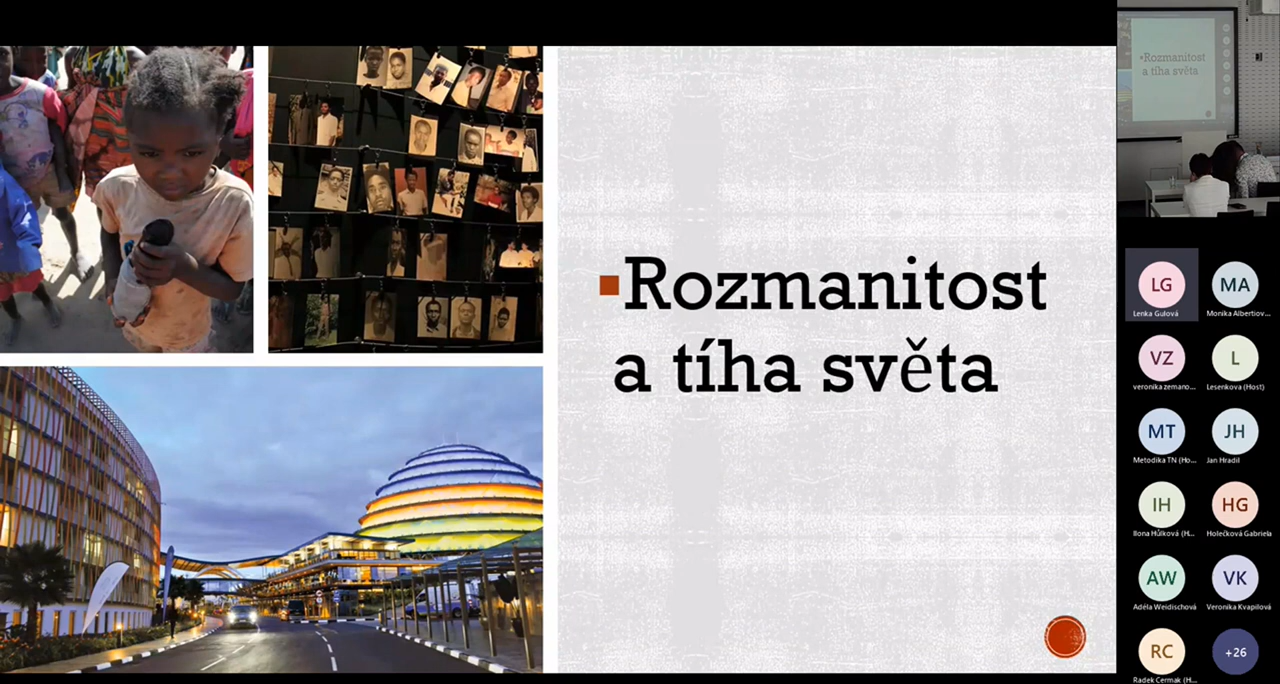 ▪Rozmanitost
a tíha světa
▪Rozmanitost
a tíha světa
LG
Lenka Gulová
MA
Monika Albertiov...
VZ
veronika zemano...
L
Lesenkova (Host)
MT
Metodika TN (Ho...
JH
Jan Hradil
IH
Ilona Hůlková (H...
HG
Holečková Gabriela
AW
Adéla Weidischová
VK
Veronika Kvapilová
RC
Radek Cermak (H...
+26